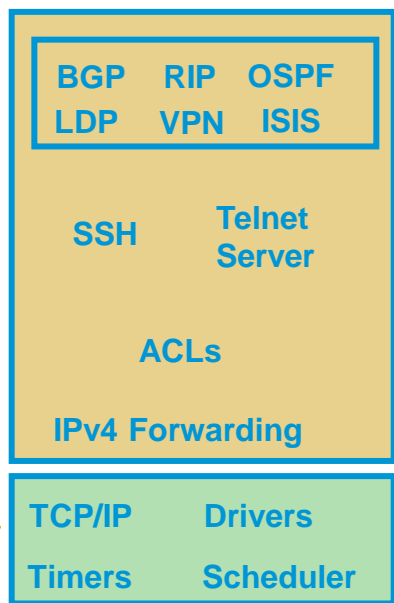 BGP RIP OSPF
LDP VPN ISIS
SSH Telnet
Server
ACLs
IPv4 Forwarding
TCP/IP Drivers
Timers Scheduler